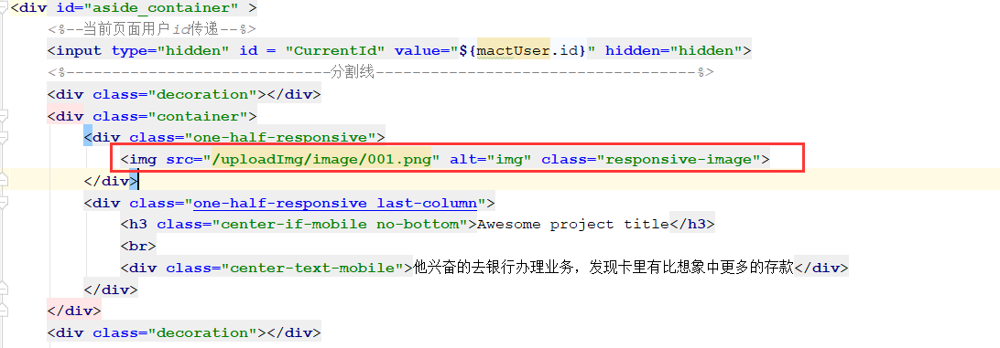 <div id="aside_container" >
<%--当前页面用户id传递--%>
<input type="hidden" id = "CurrentId" value="${mactUser.id}" hidden="hidden">
<%-----------------------------分割线-----------------------------------%>
<div class="decoration"></div>
<div class="container">
<div class="one-half-responsive">
<img src="/uploadImg/image/001.png" alt="img" class="responsive-image">
</div>
<div class="one-half-responsive last-column">
<h3 class="center-if-mobile no-bottom">Awesome project title</h3>
<br>
<div class="center-text-mobile">他兴奋的去银行办理业务，发现卡里有比想象中更多的存款</div>
</div>
</div>
<div class="decoration"></div>